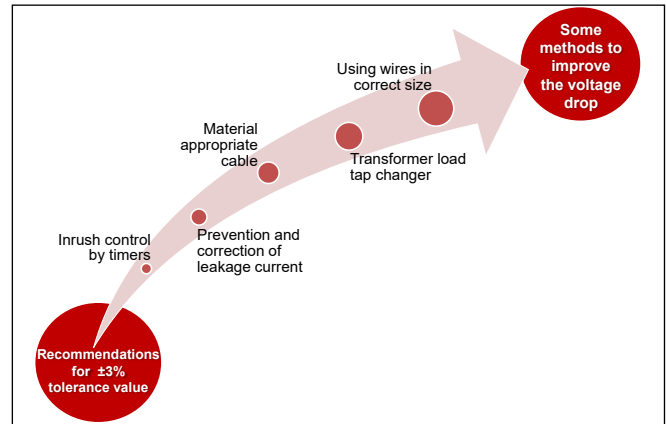 Some
methods to
improve
the voltage
drop
Using wires in
correct size
Material
appropriate
cable
Transformer load
tap changer
Inrush control
by timers
Prevention and
correction of
leakage current
Recommendations
for ±3%
tolerance value